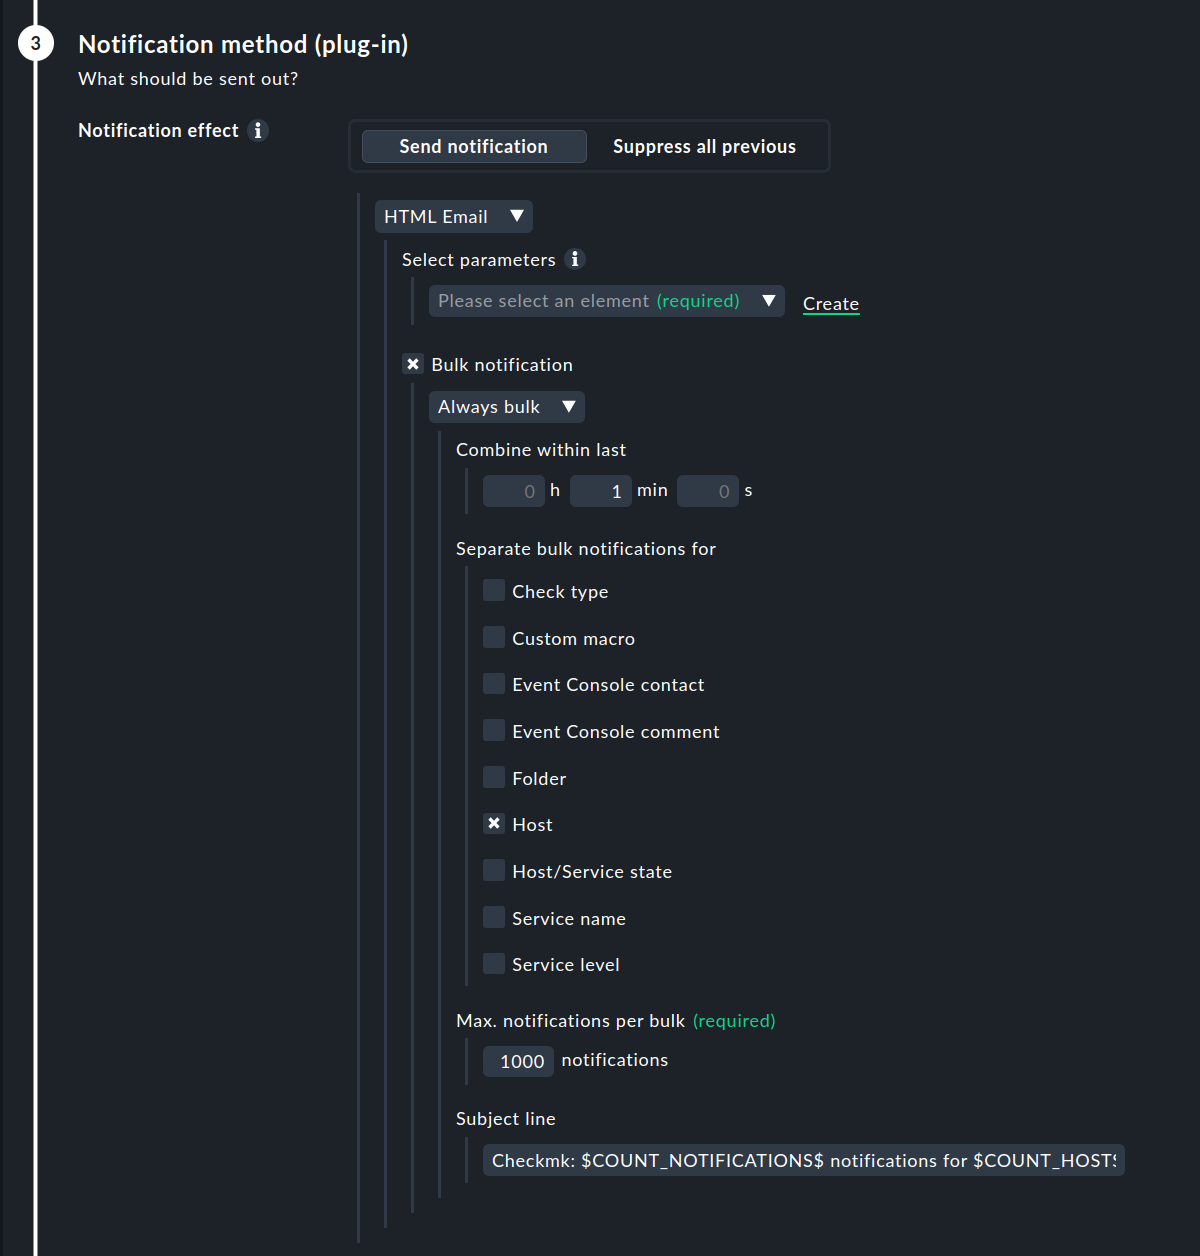 3 Notification method (plug-in)
What should be sent out?
Notification effect i
Send notification Suppress all previous
HTML Email
Select parameters i
Please select an element (required) Create
Bulk notification
Always bulk
Combine within last
0 h 1 min 0 s
Separate bulk notifications for
Check type
Custom macro
Event Console contact
Event Console comment
Folder
Host
Host/Service state
Service name
Service level
Max. notifications per bulk (required)
1000 notifications
Subject line
Checkmk: $COUNT_NOTIFICATIONS$ notifications for $COUNT_HOSTS